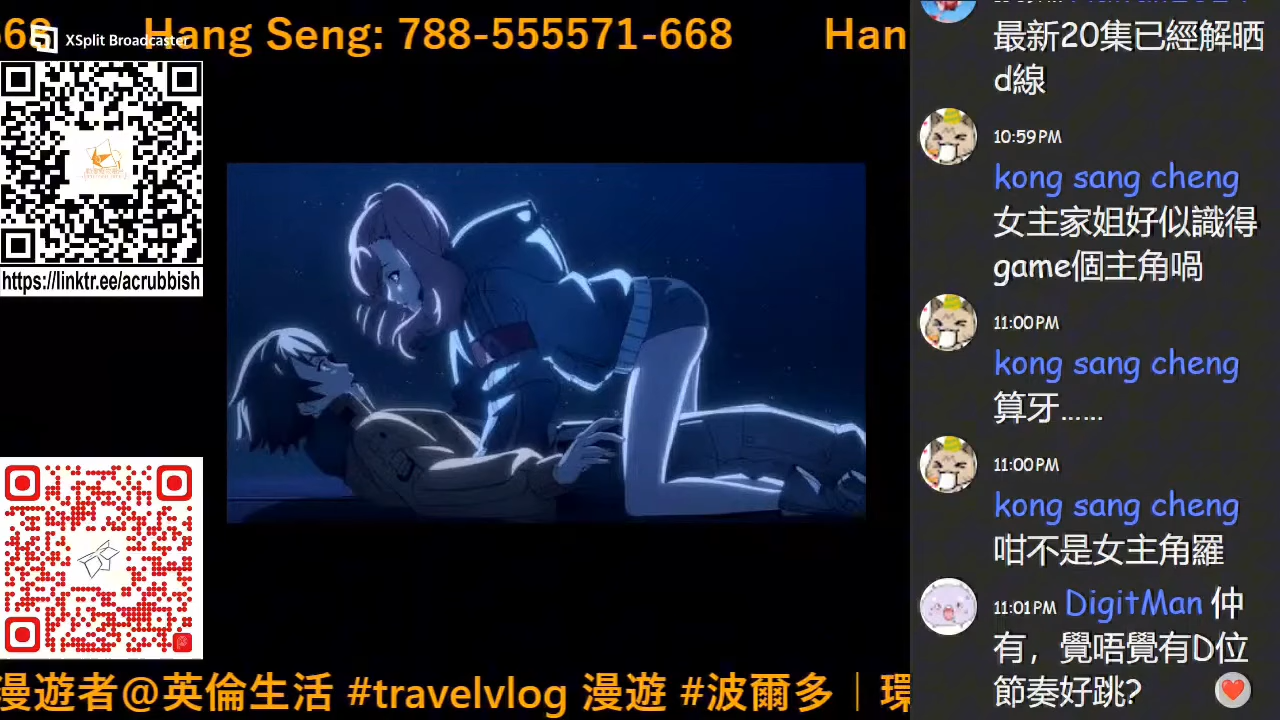 668
Hang Seng: 788-555571-668
Han
XSplit Broadcaster
https://linktr.ee/acrubbish
漫遊者@英倫生活 #travelvlog 漫遊 #波爾多｜環
最新20集已經解晒
d線
10:59 PM
kong sang cheng
女主家姐好似識得
game個主角喎
11:00 PM
kong sang cheng
算牙......
11:00 PM
kong sang cheng
咁不是女主角羅
11:01 PM DigitMan 仲
有，覺唔覺有D位
節奏好跳?